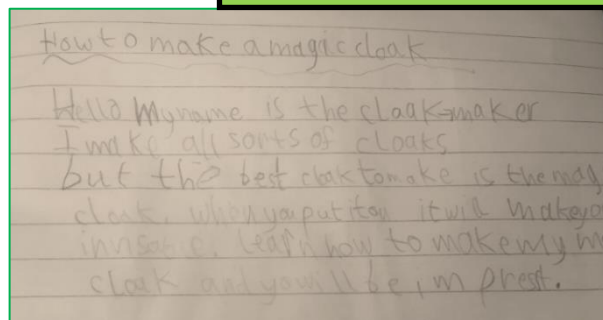 How to make a magic cloak
Hello My name is the cloak maker
I make all sorts of cloaks
but the best cloak to make is the mag
cloak. when you put it on it will make yo
invisable. learn how to make my m
cloak and you will be imprest.